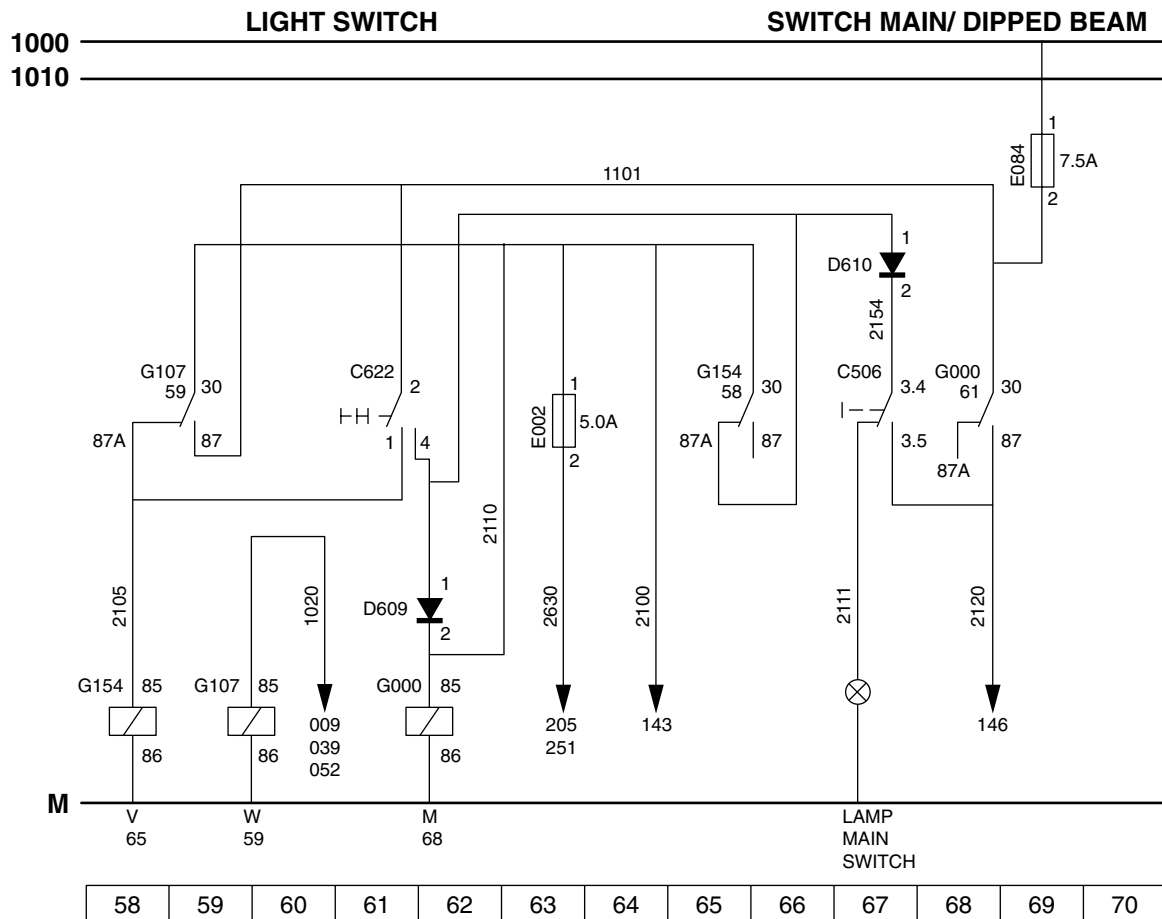 LIGHT SWITCH
SWITCH MAIN/ DIPPED BEAM
1000
1010
1
E084
7.5A
2
1101
1
D610
2
2154
G107
59
30
87A
87
C622
2
1
4
1
E002
5.0A
2
G154
58
30
87A
87
C506
3.4
3.5
G000
61
30
87A
87
2105
1020
D609
1
2
2110
2630
2100
2111
2120
G154
85
86
G107
85
86
009
039
052
G000
85
86
205
251
143
146
M
V
65
W
59
M
68
LAMP
MAIN
SWITCH
58 59 60 61 62 63 64 65 66 67 68 69 70